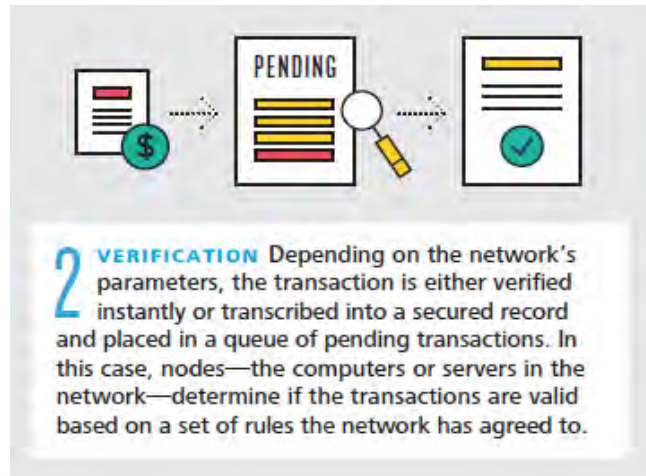 PENDING
$
2 VERIFICATION Depending on the network's
parameters, the transaction is either verified
instantly or transcribed into a secured record
and placed in a queue of pending transactions. In
this case, nodes—the computers or servers in the
network—determine if the transactions are valid
based on a set of rules the network has agreed to.